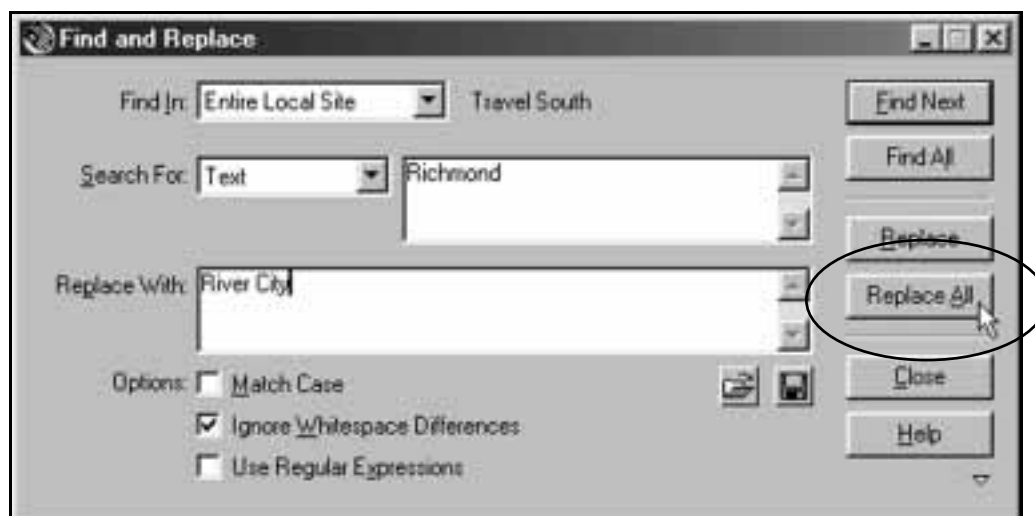 Find and Replace
Find In: Entire Local Site Travel South Find Next
Find All
Search For: Text Richmond
Replace
Replace With: River City Replace All
Options: Match Case Close
Ignore Whitespace Differences Help
Use Regular Expressions